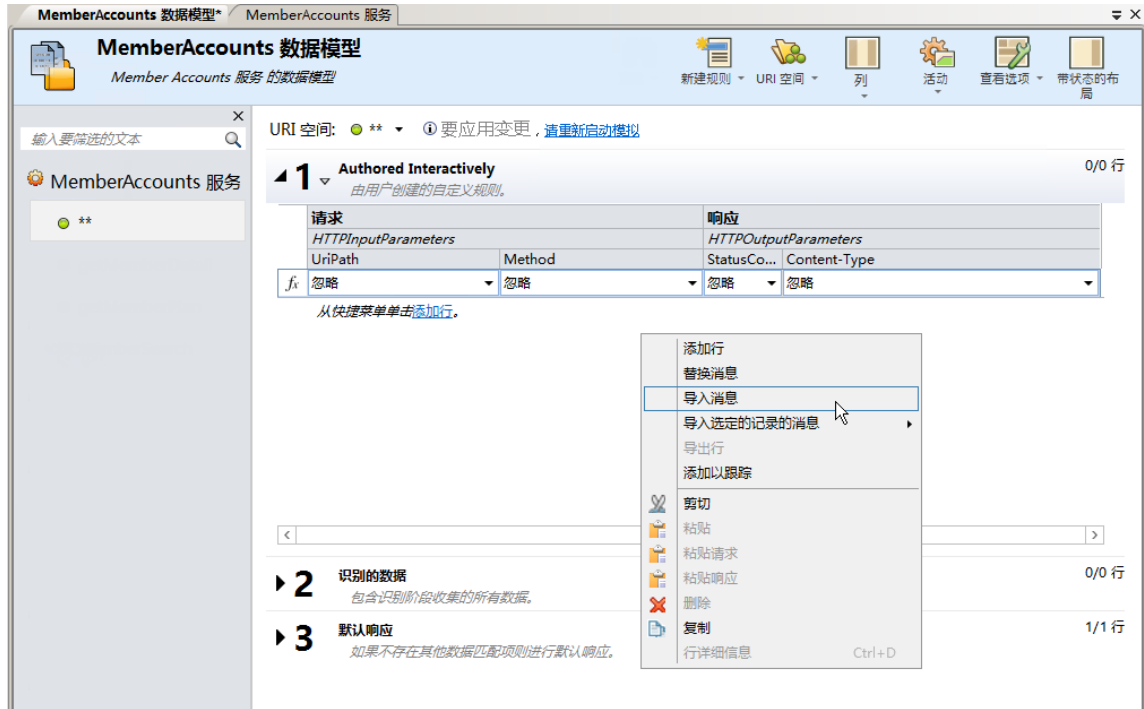 MemberAccounts 数据模型* MemberAccounts 服务
MemberAccounts 数据模型
Member Accounts 服务 的数据模型
新建规则 URI 空间 列 活动 查看选项 带状态的布局
输入要筛选的文本
MemberAccounts 服务
**
URI 空间: ** 要应用变更，请重新启动模拟
1 Authored Interactively 0/0 行
由用户创建的自定义规则。
请求 响应
HTTPInputParameters HTTPOutputParameters
UriPath Method StatusCo... Content-Type
fx 忽略 忽略 忽略 忽略
从快捷菜单单击添加行。
添加行
替换消息
导入消息
导入选定的记录的消息
导出行
添加以跟踪
剪切
粘贴
粘贴请求
粘贴响应
删除
复制
行详细信息 Ctrl+D
2 识别的数据 0/0 行
包含识别阶段收集的所有数据。
3 默认响应 1/1 行
如果不存在其他数据匹配项则进行默认响应。